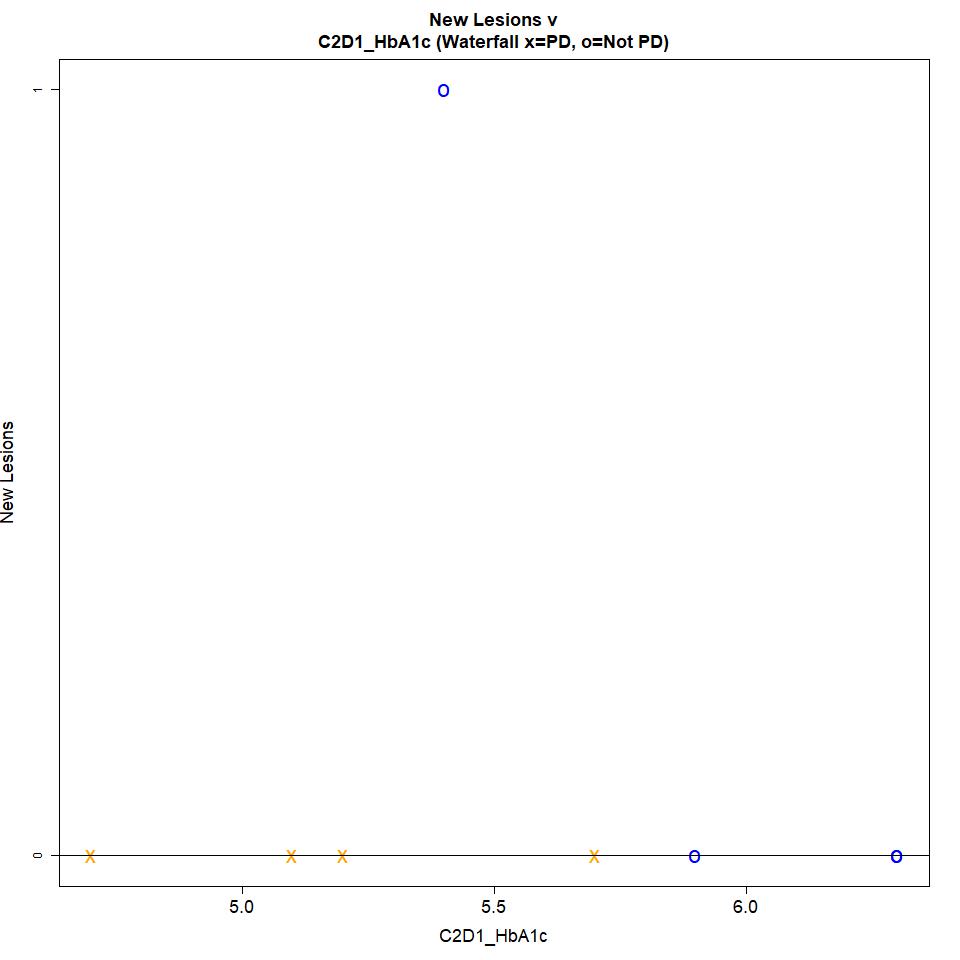 New Lesions v
C2D1_HbA1c (Waterfall x=PD, o=Not PD)
1
o
New Lesions
0
x x x x o o
5.0 5.5 6.0
C2D1_HbA1c